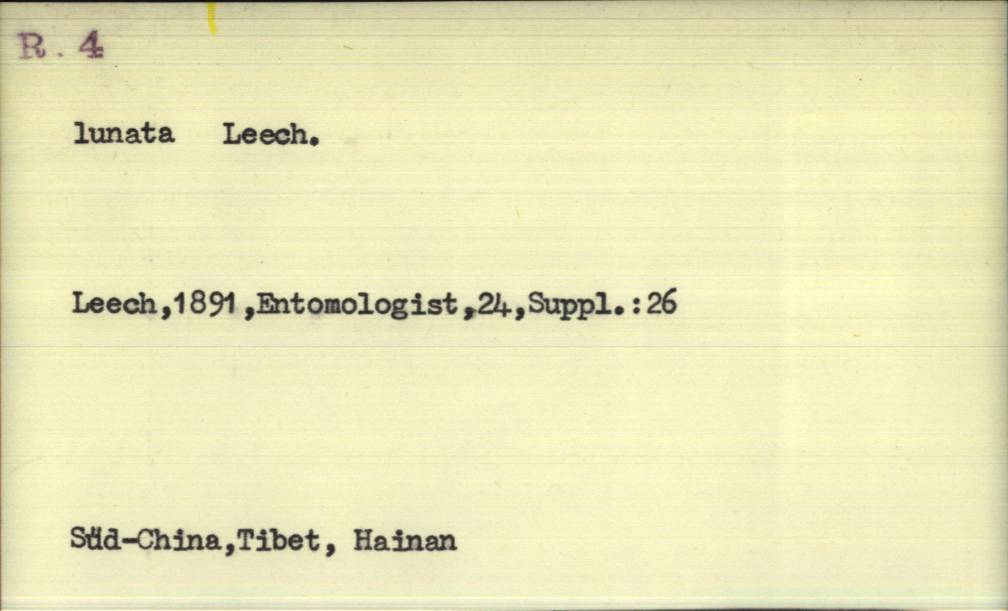 R. 4
lunata Leech.
Leech,1891,Entomologist,24,Suppl.:26
Süd-China,Tibet, Hainan